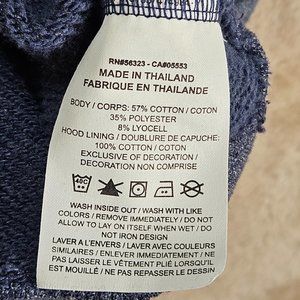 RN#56323 - CA#05553
MADE IN THAILAND
FABRIQUE EN THAILANDE
BODY / CORPS: 57% COTTON / COTON
35% POLYESTER
8% LYOCELL
HOOD LINING / DOUBLURE DE CAPUCHE:
100% COTTON / COTON
EXCLUSIVE OF DECORATION /
DECORATION NON COMPRISE
WASH INSIDE OUT / WASH WITH LIKE
COLORS / REMOVE IMMEDIATELY / DO NOT
ALLOW TO LAY ON ITSELF WHEN WET / DO
NOT IRON DESIGN
LAVER A L'ENVERS / LAVER AVEC COULEURS
SIMILAIRES / ENLEVER IMMEDIATEMENT / NE
PAS LAISSER LE VÊTEMENT PLIÉ LORSQU'IL
EST MOUILLÉ / NE PAS REPASSER LE DESSIN